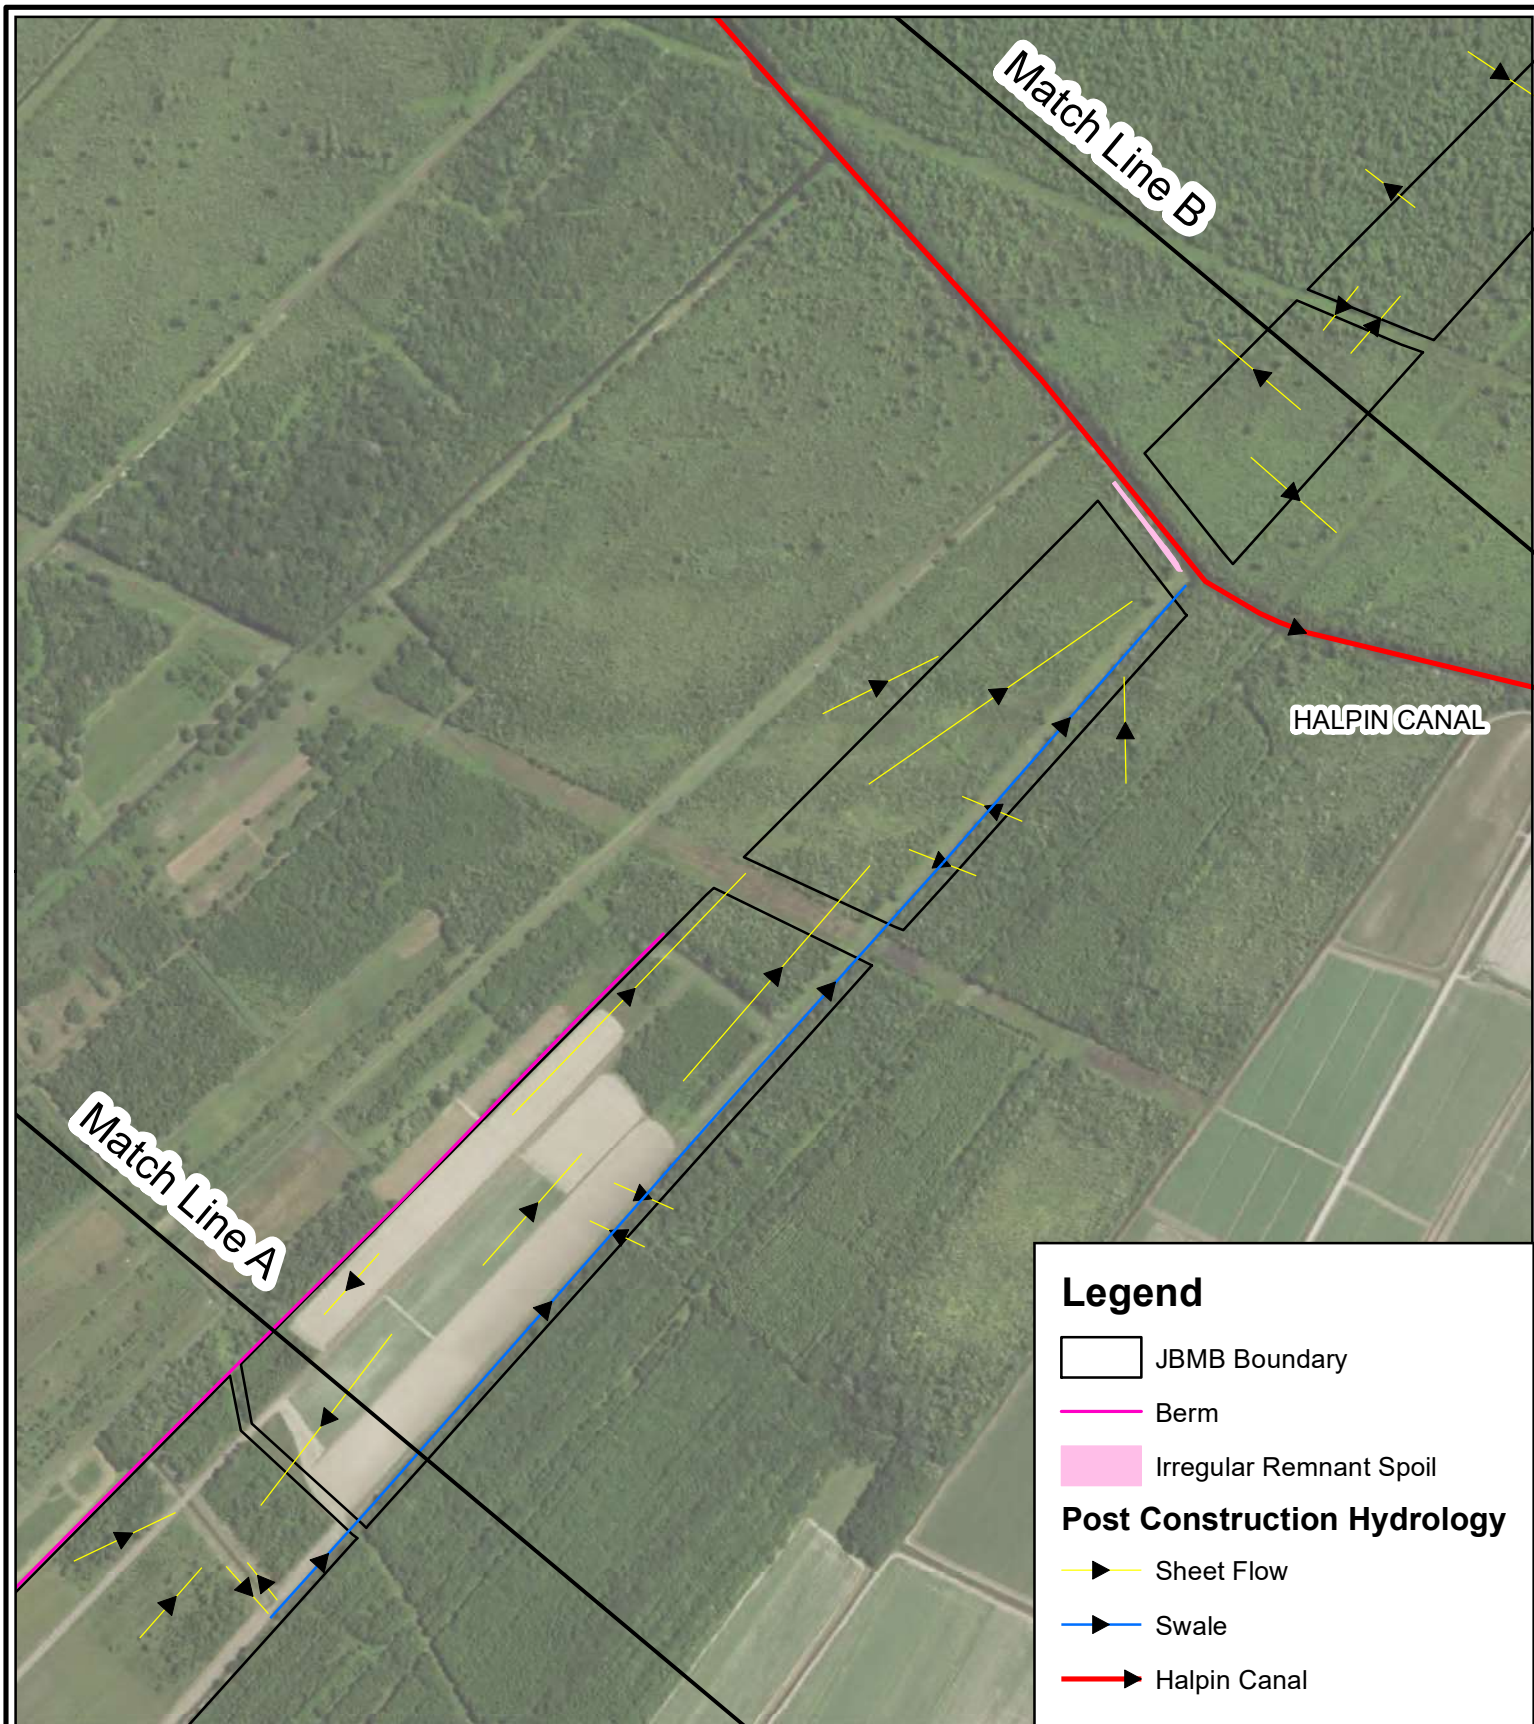 Match Line B
HALPIN CANAL
Match Line A
Legend
JBMB Boundary
Berm
Irregular Remnant Spoil
Post Construction Hydrology
Sheet Flow
Swale
Halpin Canal